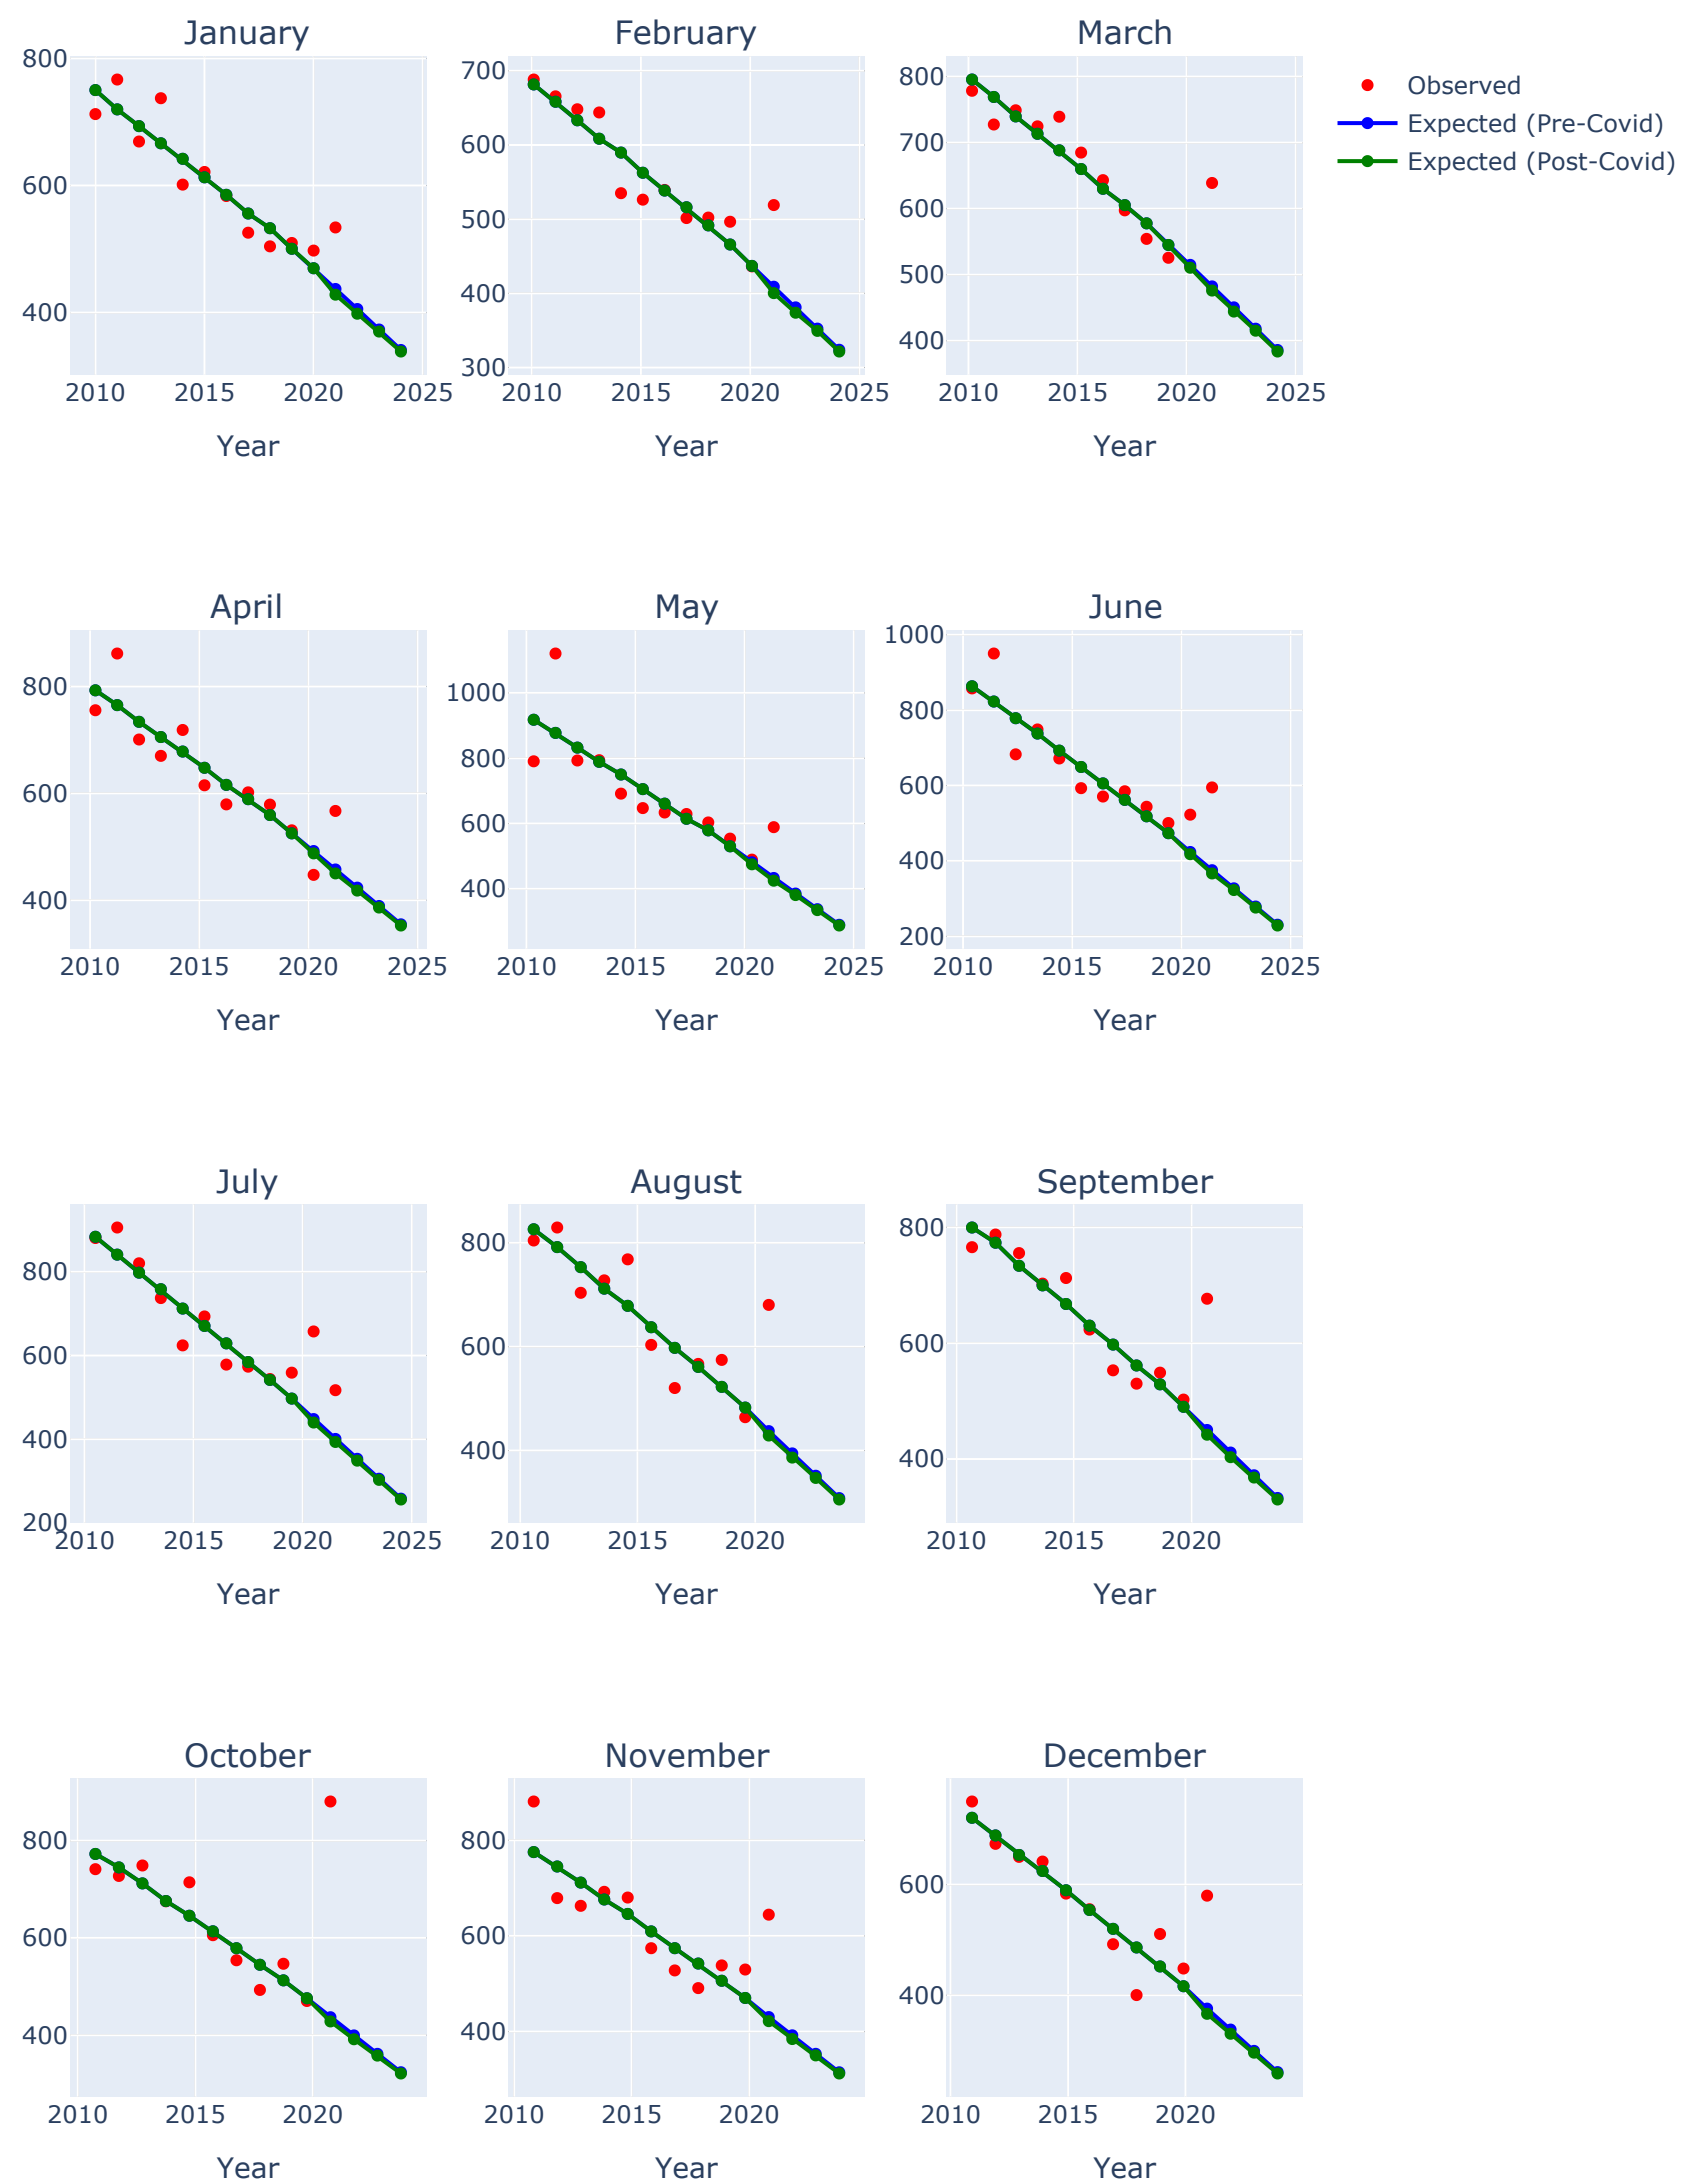 January
February
March
800
600
400
2010 2015 2020 2025
Year
700
600
500
400
300
2010 2015 2020 2025
Year
800
700
600
500
400
2010 2015 2020 2025
Year
Observed
Expected (Pre-Covid)
Expected (Post-Covid)
April
May
June
800
600
400
2010 2015 2020 2025
Year
1000
800
600
400
2010 2015 2020 2025
Year
1000
800
600
400
200
2010 2015 2020 2025
Year
July
August
September
800
600
400
200
2010 2015 2020 2025
Year
800
600
400
2010 2015 2020
Year
800
600
400
2010 2015 2020
Year
October
November
December
800
600
400
2010 2015 2020
Year
800
600
400
2010 2015 2020
Year
600
400
2010 2015 2020
Year